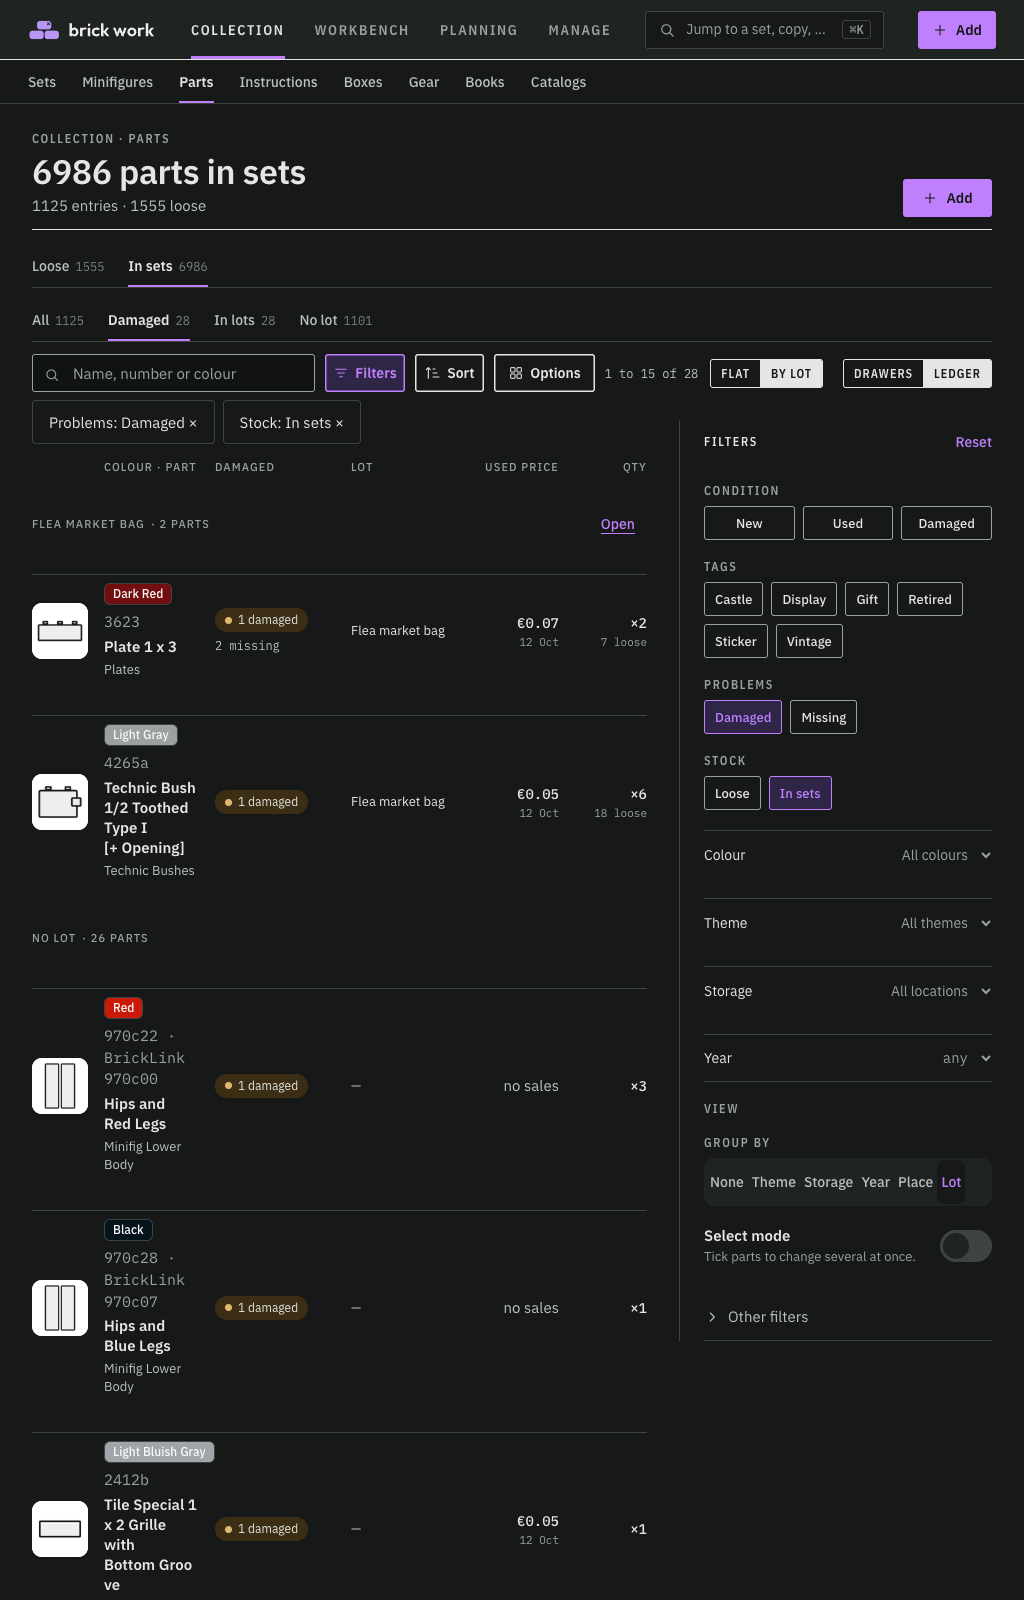 brick work
COLLECTION WORKBENCH PLANNING MANAGE
Jump to a set, copy, ... ⌘K
+ Add
Sets Minifigures Parts Instructions Boxes Gear Books Catalogs
COLLECTION · PARTS
6986 parts in sets
1125 entries · 1555 loose
+ Add
Loose 1555 In sets 6986
All 1125 Damaged 28 In lots 28 No lot 1101
Name, number or colour Filters Sort Options 1 to 15 of 28 FLAT BY LOT DRAWERS LEDGER
Problems: Damaged × Stock: In sets ×
COLOUR · PART DAMAGED LOT USED PRICE QTY
FLEA MARKET BAG · 2 PARTS Open
Dark Red
3623
Plate 1 x 3
Plates
1 damaged
2 missing
Flea market bag
€0.07
12 Oct
×2
7 loose
Light Gray
4265a
Technic Bush
1/2 Toothed
Type I
[+ Opening]
Technic Bushes
1 damaged
Flea market bag
€0.05
12 Oct
×6
18 loose
NO LOT · 26 PARTS
Red
970c22 ·
BrickLink
970c00
Hips and
Red Legs
Minifig Lower
Body
1 damaged
—
no sales
×3
Black
970c28 ·
BrickLink
970c07
Hips and
Blue Legs
Minifig Lower
Body
1 damaged
—
no sales
×1
Light Bluish Gray
2412b
Tile Special 1
x 2 Grille
with
Bottom Groo
ve
1 damaged
—
€0.05
12 Oct
×1
FILTERS Reset
CONDITION
New Used Damaged
TAGS
Castle Display Gift Retired
Sticker Vintage
PROBLEMS
Damaged Missing
STOCK
Loose In sets
Colour All colours
Theme All themes
Storage All locations
Year any
VIEW
GROUP BY
None Theme Storage Year Place Lot
Select mode
Tick parts to change several at once.
Other filters